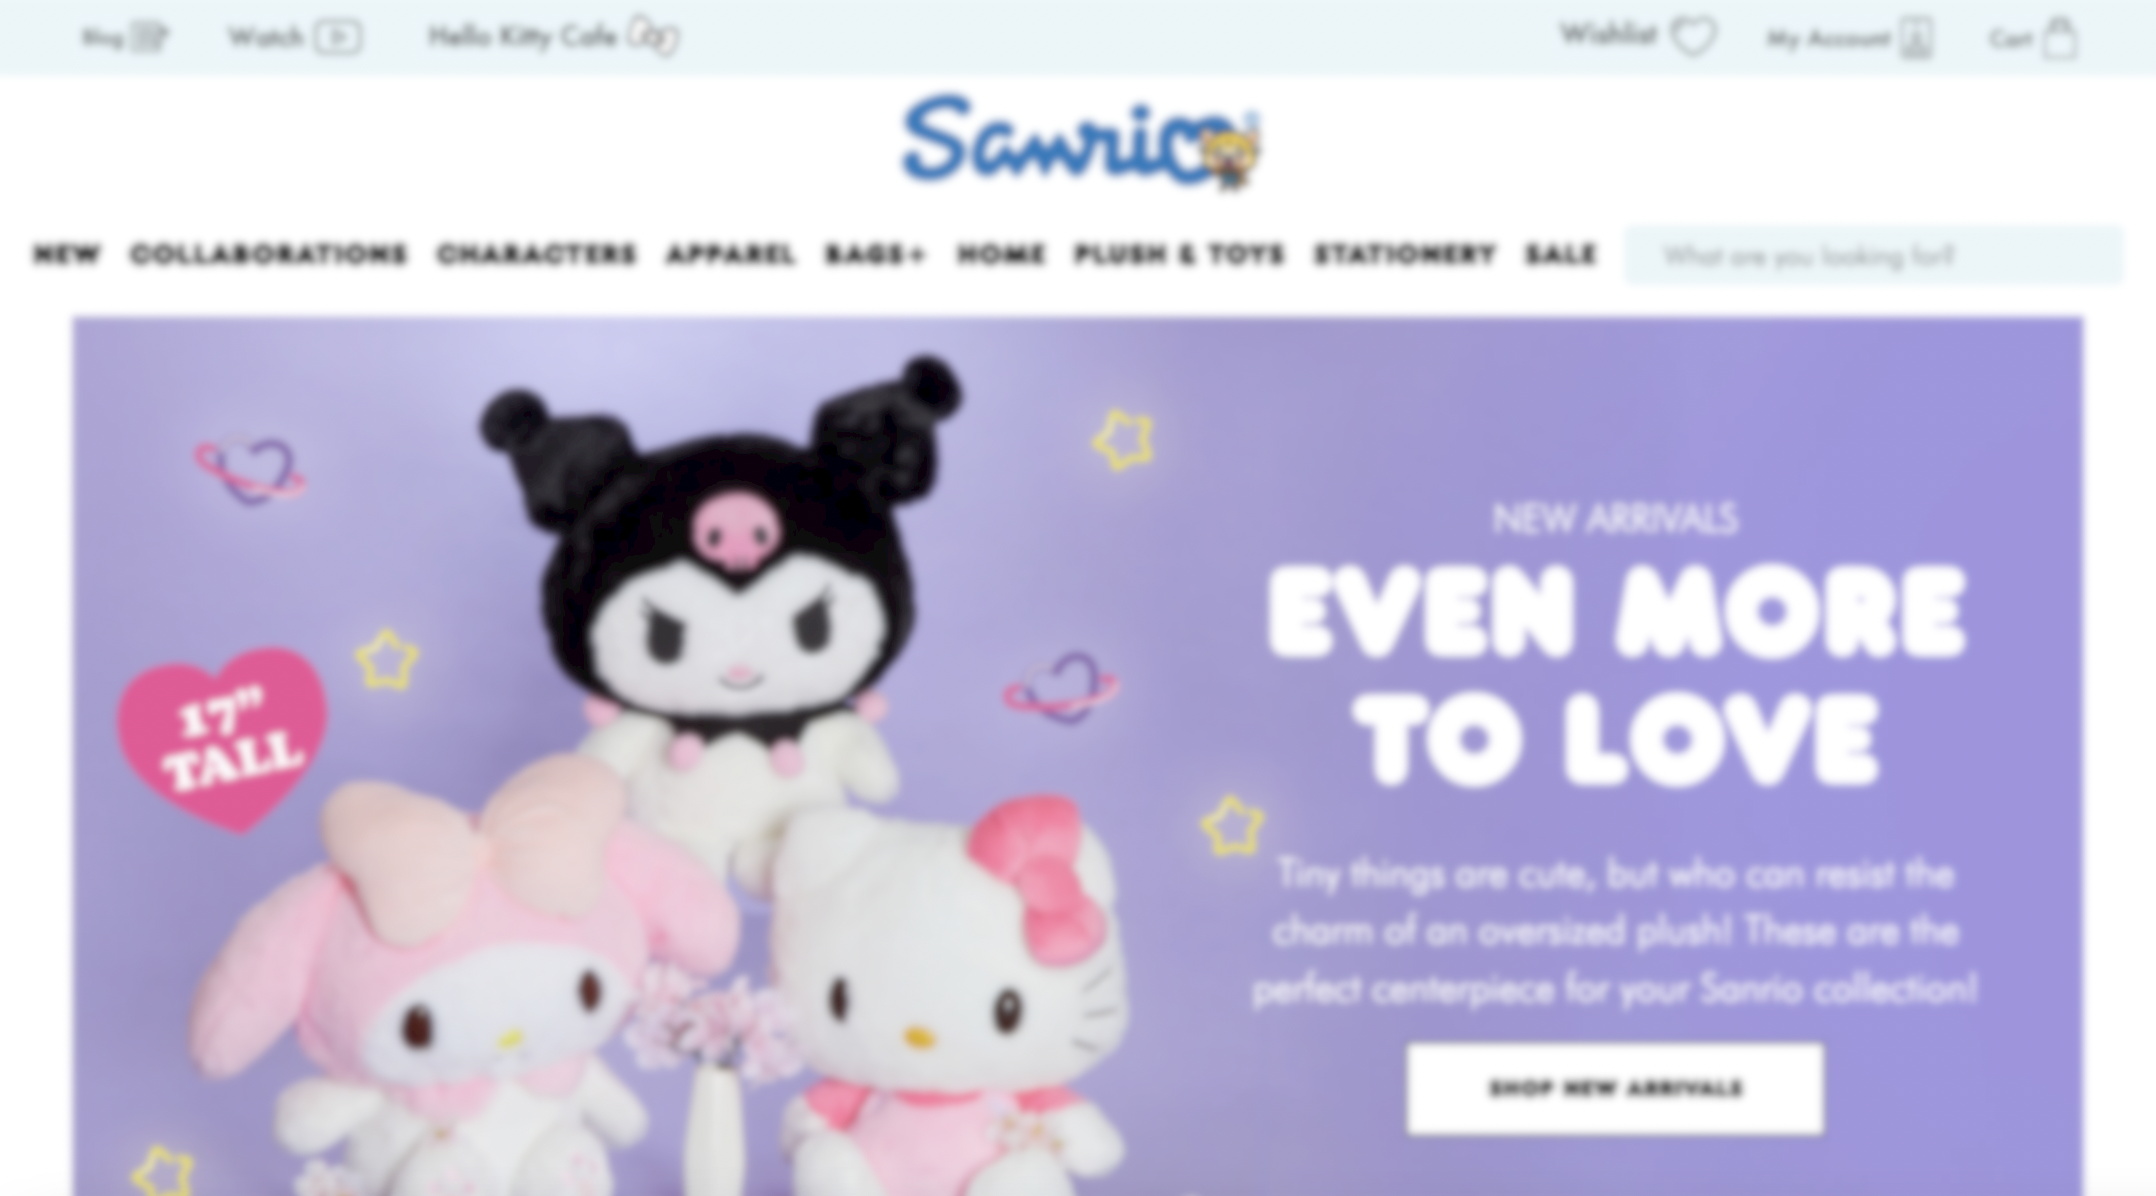 Blog
Watch
Hello Kitty Cafe
Wishlist
My Account
Cart
Sanrio
NEW COLLABORATIONS CHARACTERS APPAREL BAGS+ HOME PLUSH & TOYS STATIONERY SALE
What are you looking for?
17”
TALL
NEW ARRIVALS
EVEN MORE
TO LOVE
Tiny things are cute, but who can resist the
charm of an oversized plush! These are the
perfect centerpiece for your Sanrio collection!
SHOP NEW ARRIVALS